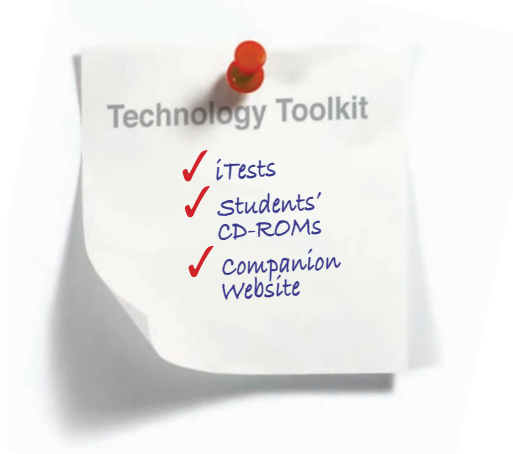 Technology Toolkit
iTests
Students'
CD-ROMs
Companion
Website